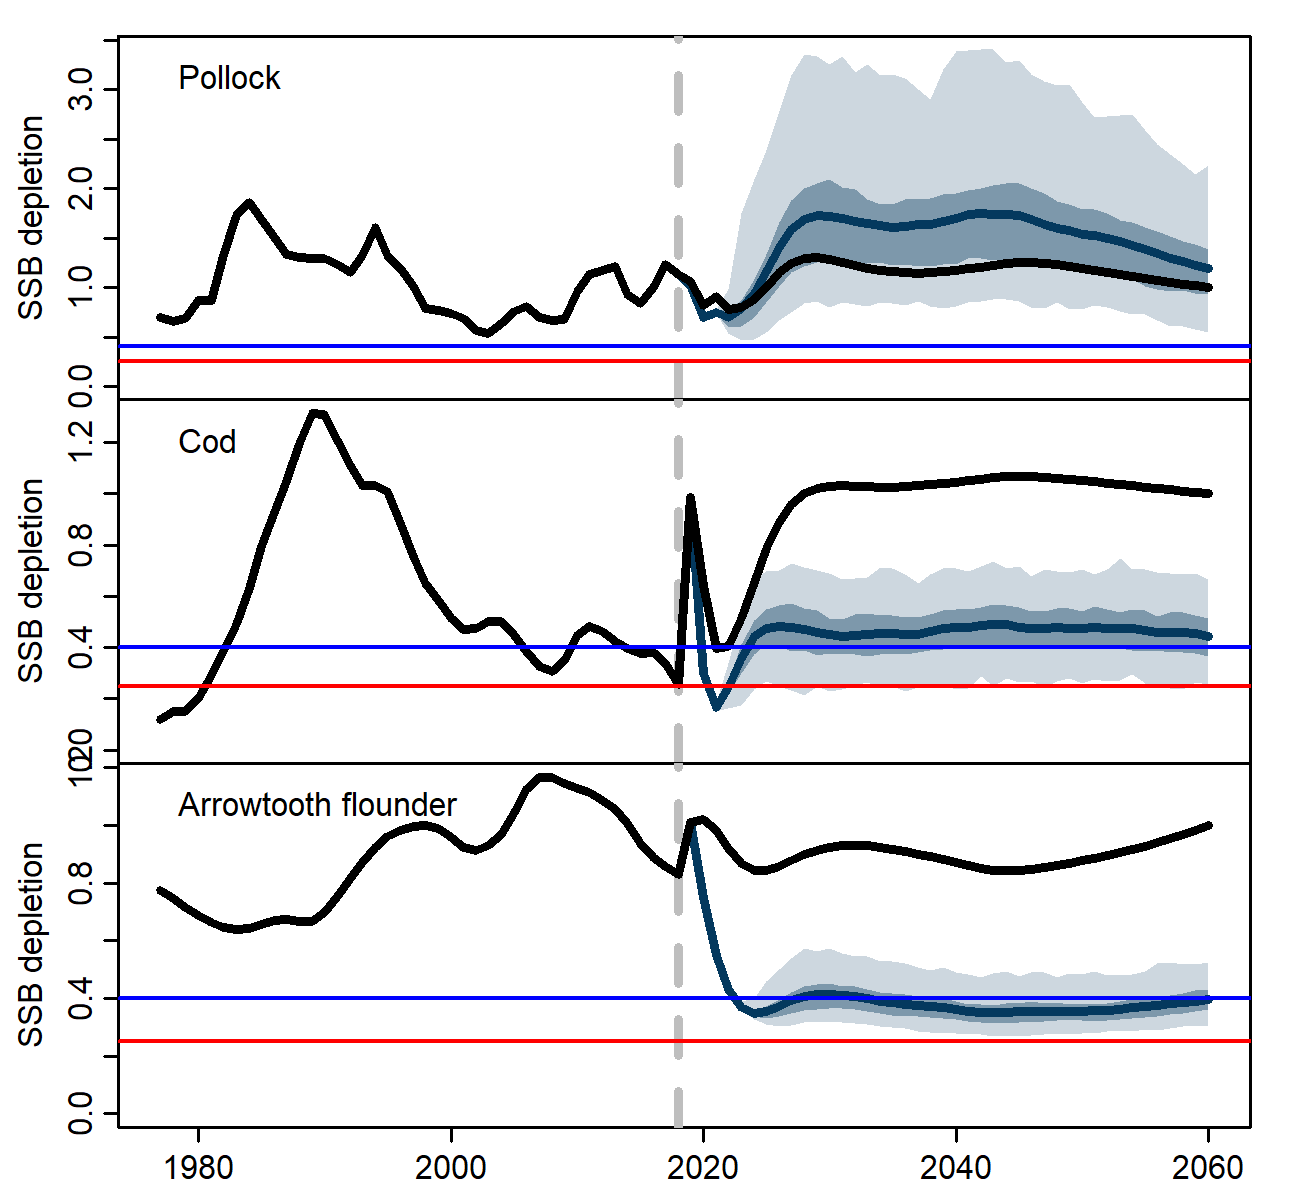 Pollock
SSB depletion
0.0 1.0 2.0 3.0
Cod
SSB depletion
0.4 0.8 1.2
Arrowtooth flounder
SSB depletion
0.0 0.4 0.8
1980 2000 2020 2040 2060